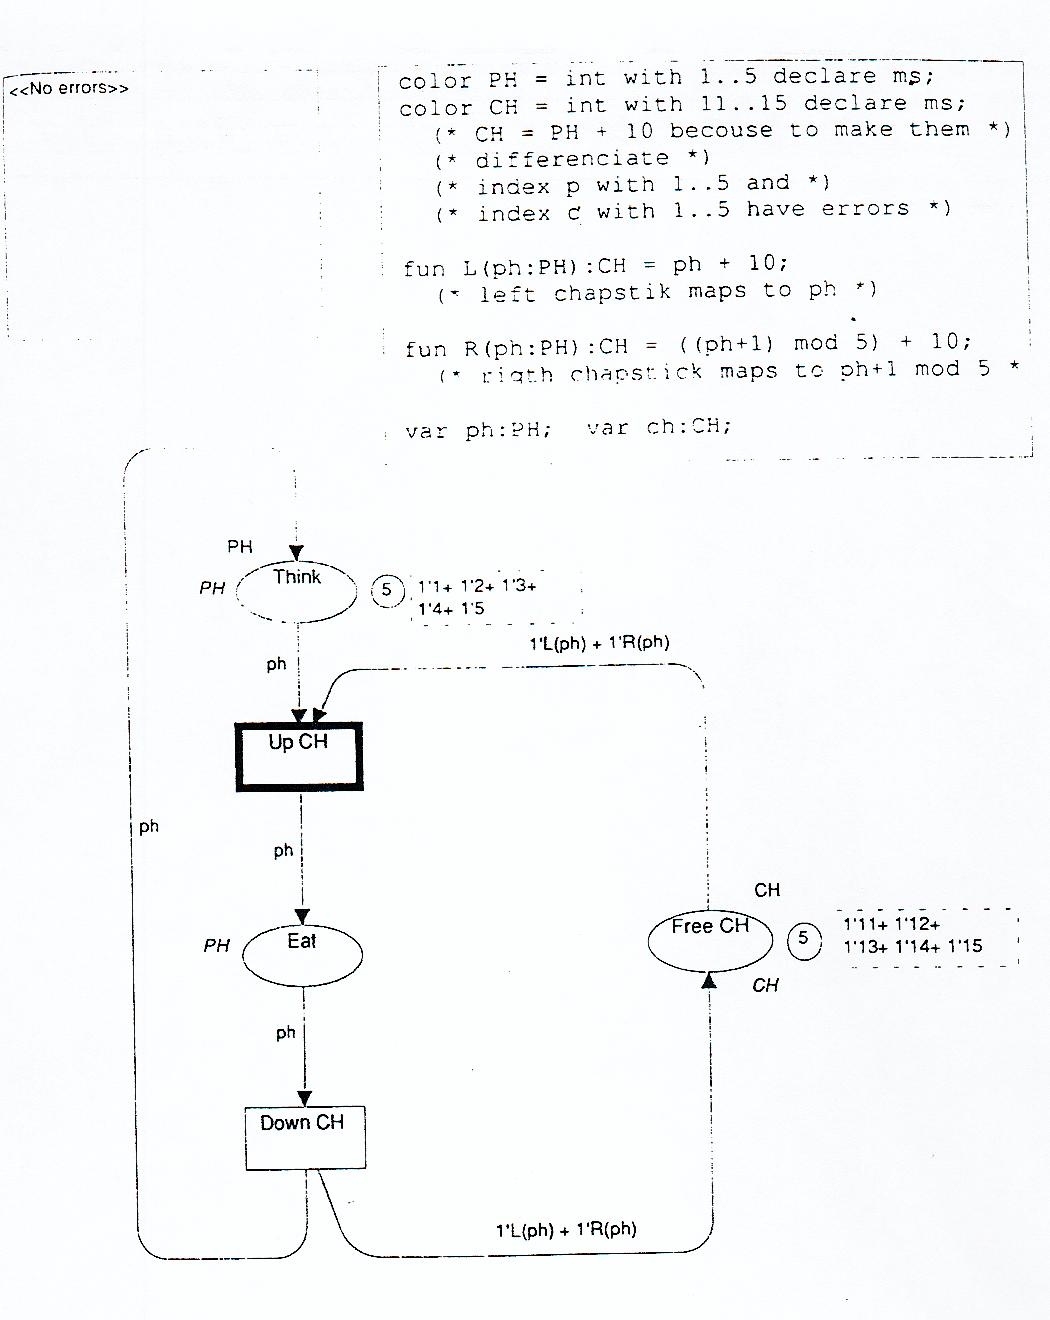 <<No errors>>
color PH = int with 1..5 declare ms;
color CH = int with 11..15 declare ms;
(* CH = PH + 10 becouse to make them *)
(* differenciate *)
(* index p with 1..5 and *)
(* index c with 1..5 have errors *)
fun L(ph:PH):CH = ph + 10;
(* left chapstik maps to ph *)
fun R(ph:PH):CH = ((ph+1) mod 5) + 10;
(* rigth chapstick maps to ph+1 mod 5 *
var ph:PH; var ch:CH;
PH
PH
Think
5
1'1+ 1'2+ 1'3+
1'4+ 1'5
1'L(ph) + 1'R(ph)
ph
Up CH
ph
ph
CH
Free CH
5
1'11+ 1'12+
1'13+ 1'14+ 1'15
CH
PH
Eat
ph
Down CH
1'L(ph) + 1'R(ph)